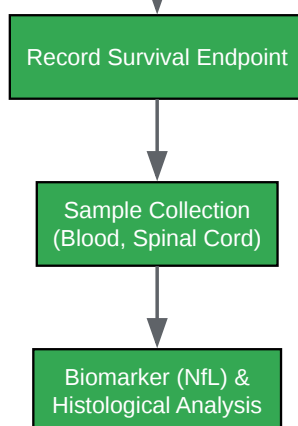 Record Survival Endpoint
Sample Collection
(Blood, Spinal Cord)
Biomarker (NfL) &
Histological Analysis